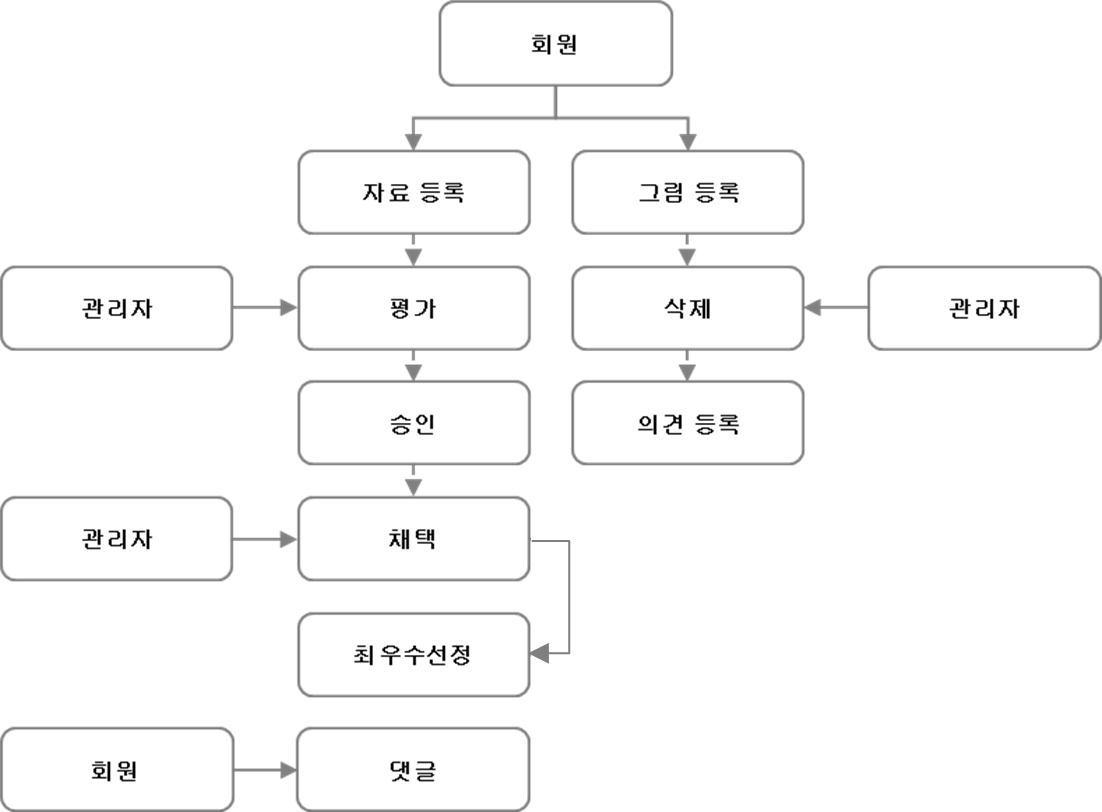 회원
자료 등록
그림 등록
관리자
평가
삭제
관리자
승인
의견 등록
관리자
채택
최우수선정
회원
댓글